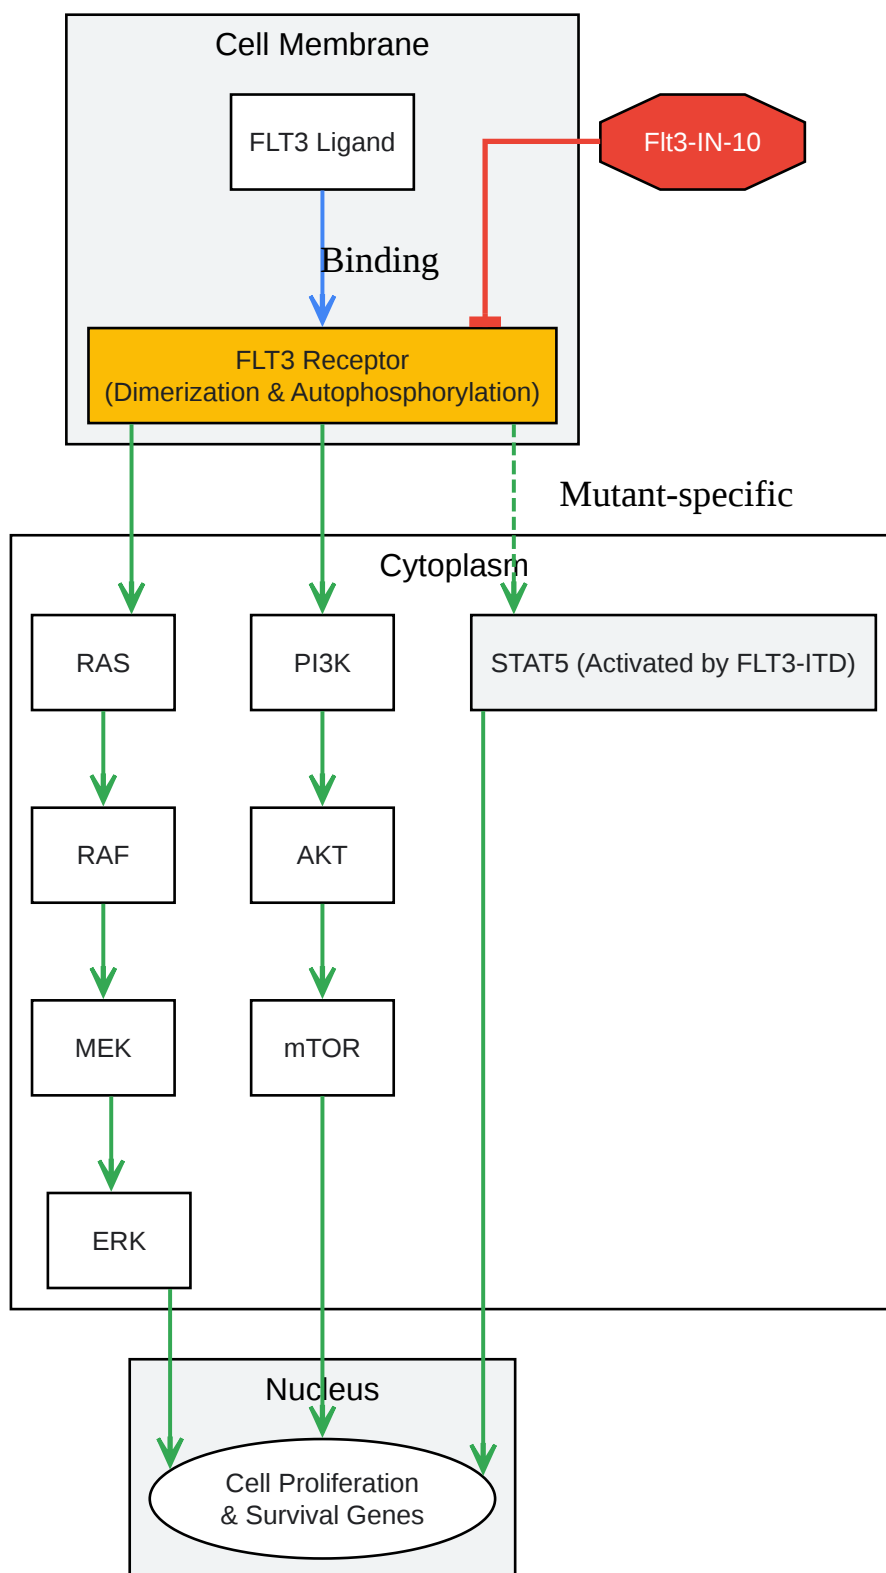 Cell Membrane
FLT3 Ligand
Flt3-IN-10
Binding
FLT3 Receptor
(Dimerization & Autophosphorylation)
Mutant-specific
Cytoplasm
RAS
PI3K
STAT5 (Activated by FLT3-ITD)
RAF
AKT
MEK
mTOR
ERK
Nucleus
Cell Proliferation
& Survival Genes